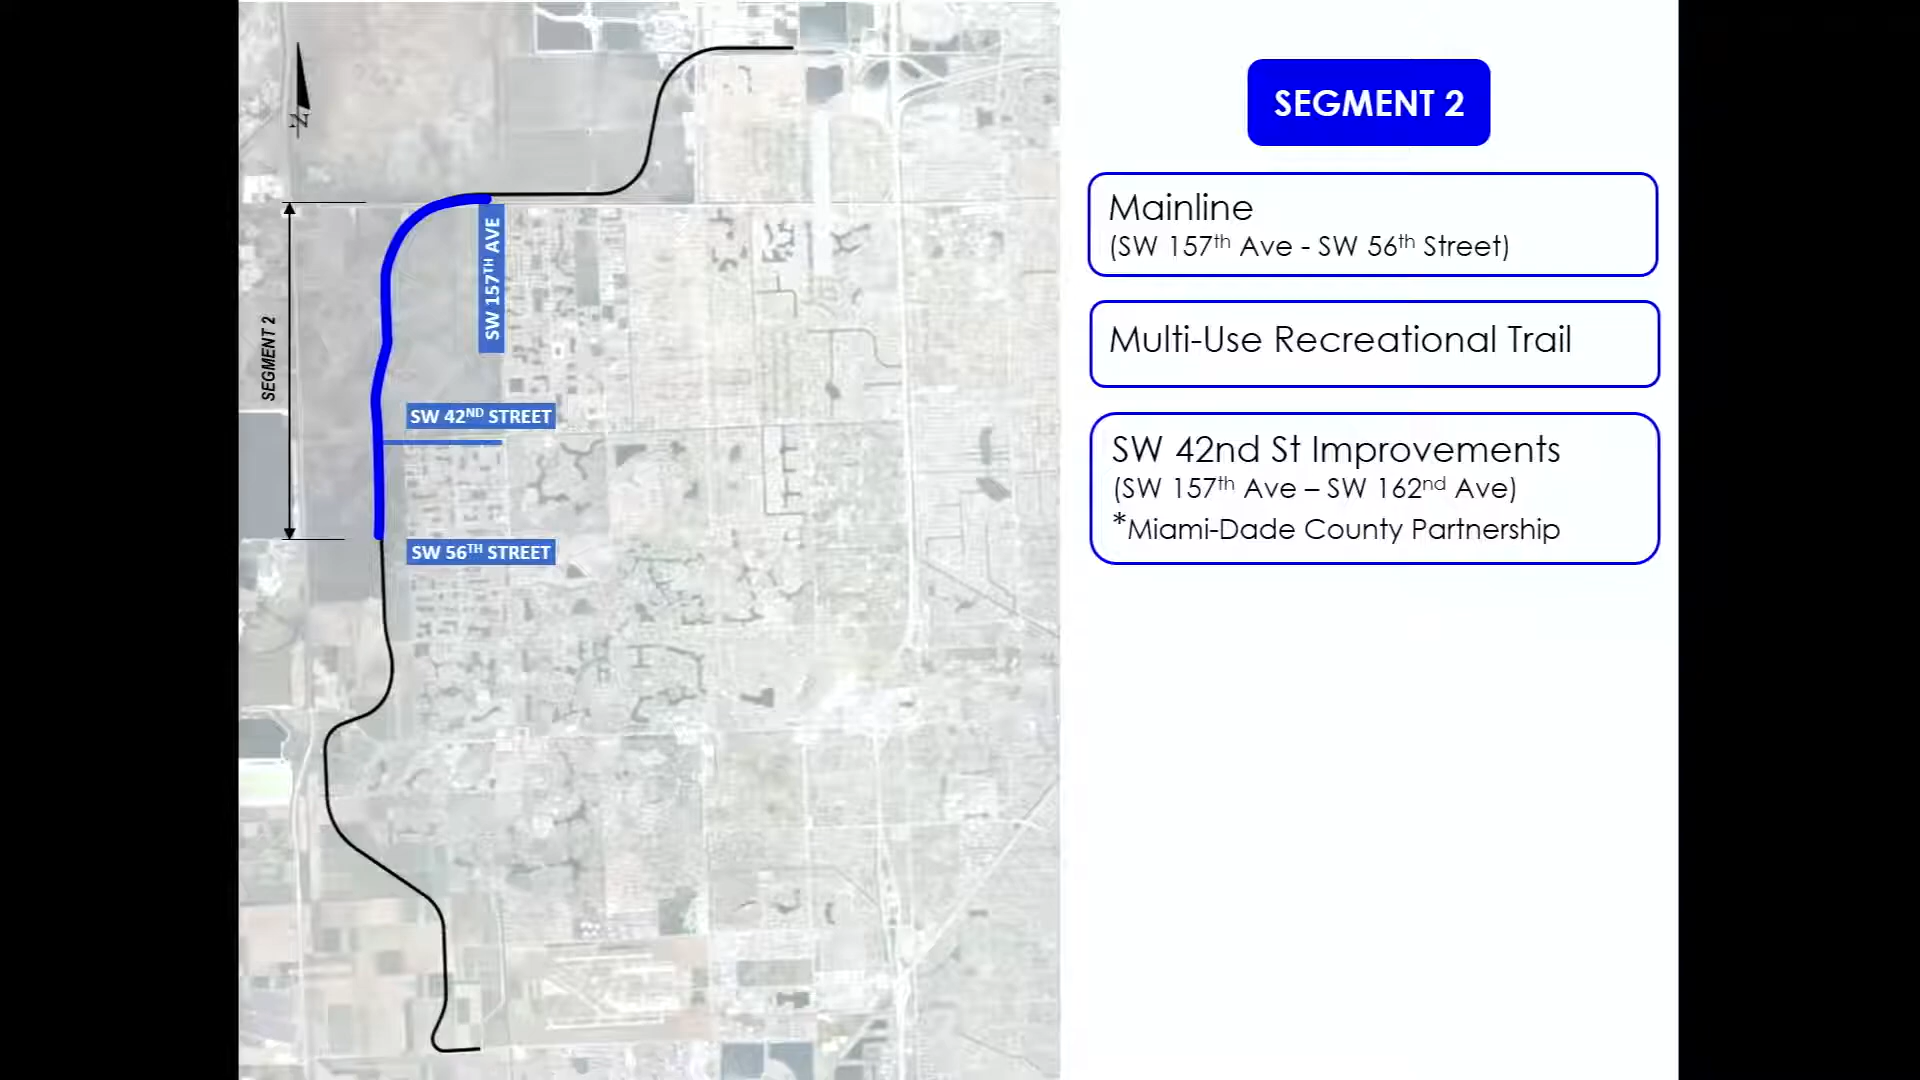 N
SEGMENT 2
SW 157TH AVE
SW 42ND STREET
SW 56TH STREET
SEGMENT 2
Mainline
(SW 157th Ave - SW 56th Street)
Multi-Use Recreational Trail
SW 42nd St Improvements
(SW 157th Ave – SW 162nd Ave)
*Miami-Dade County Partnership